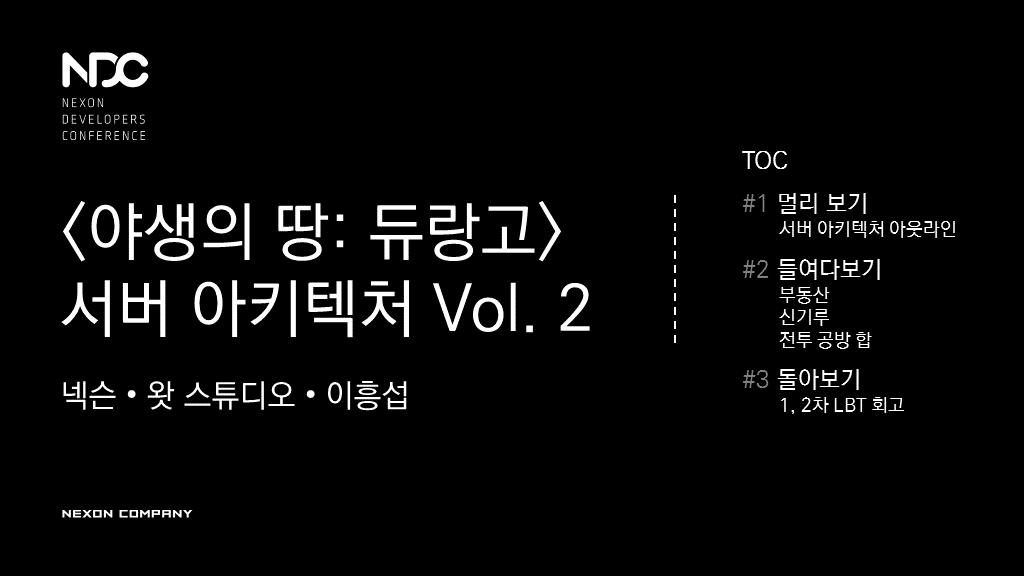 NDC
NEXON
DEVELOPERS
CONFERENCE
〈야생의 땅: 듀랑고〉
서버 아키텍처 Vol. 2
넥슨 • 왓 스튜디오 • 이흥섭
NEXON COMPANY
TOC
#1 멀리 보기
서버 아키텍처 아웃라인
#2 들여다보기
부동산
신기루
전투 공방 합
#3 돌아보기
1, 2차 LBT 회고